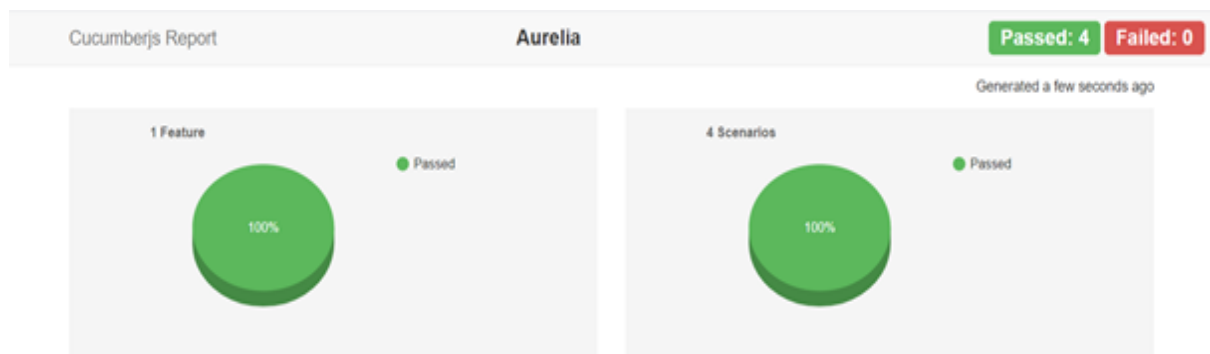 Cucumberjs Report
Aurelia
Passed: 4
Failed: 0
Generated a few seconds ago
1 Feature
Passed
100%
4 Scenarios
Passed
100%